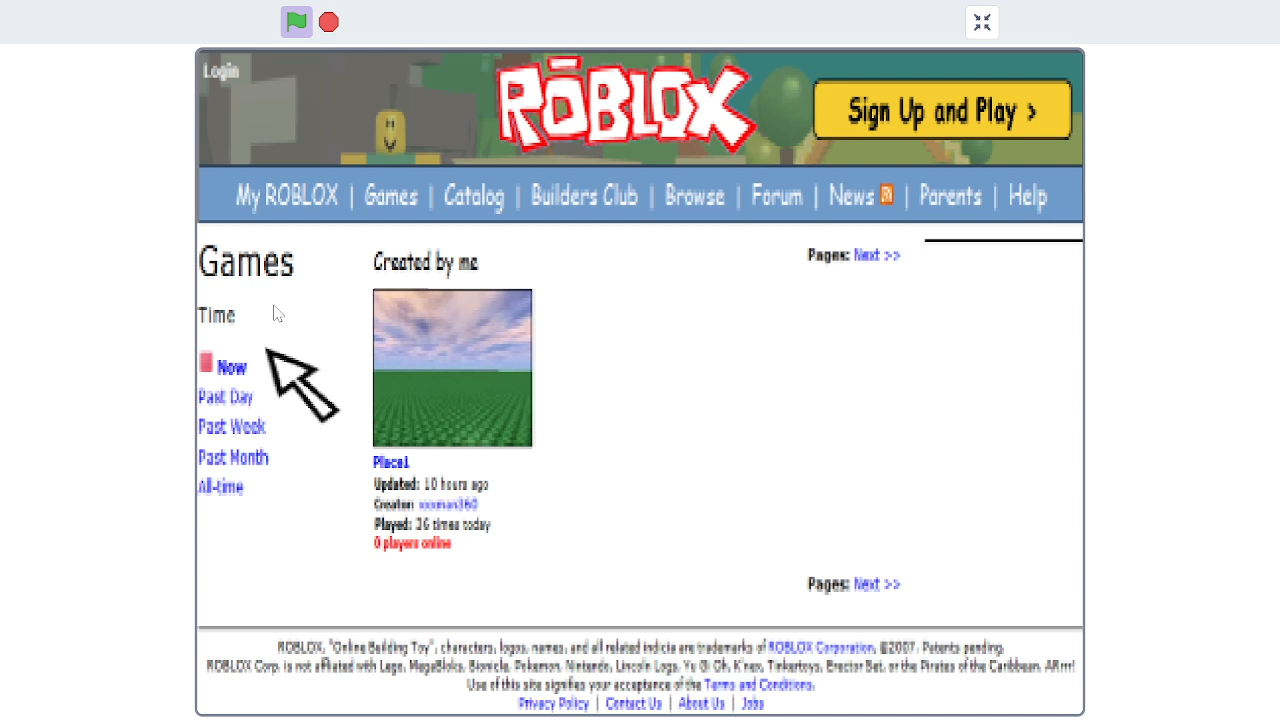 Login
ROBLOX
Sign Up and Play >
My ROBLOX | Games | Catalog | Builders Club | Browse | Forum | News | Parents | Help
Games
Time
Now
Past Day
Past Week
Past Month
All-time
Created by me
Pages: Next >>
Place1
Updated: 10 hours ago
Creator:
Played: 36 times today
0 players online
Pages: Next >>
ROBLOX, "Online Building Toy", characters, logos, names, and all related indicia are trademarks of ROBLOX Corporation, ©2007. Patents pending.
ROBLOX Corp. is not affliated with Lego, MegaBloks, Bionicle, Pokemon, Nintendo, Lincoln Logs, Yu Gi Oh, K'nex, Tinkertoys, Erector Set, or the Pirates of the Caribbean. ARrr!
Use of this site signifies your acceptance of the Terms and Conditions.
Privacy Policy | Contact Us | About Us | Jobs